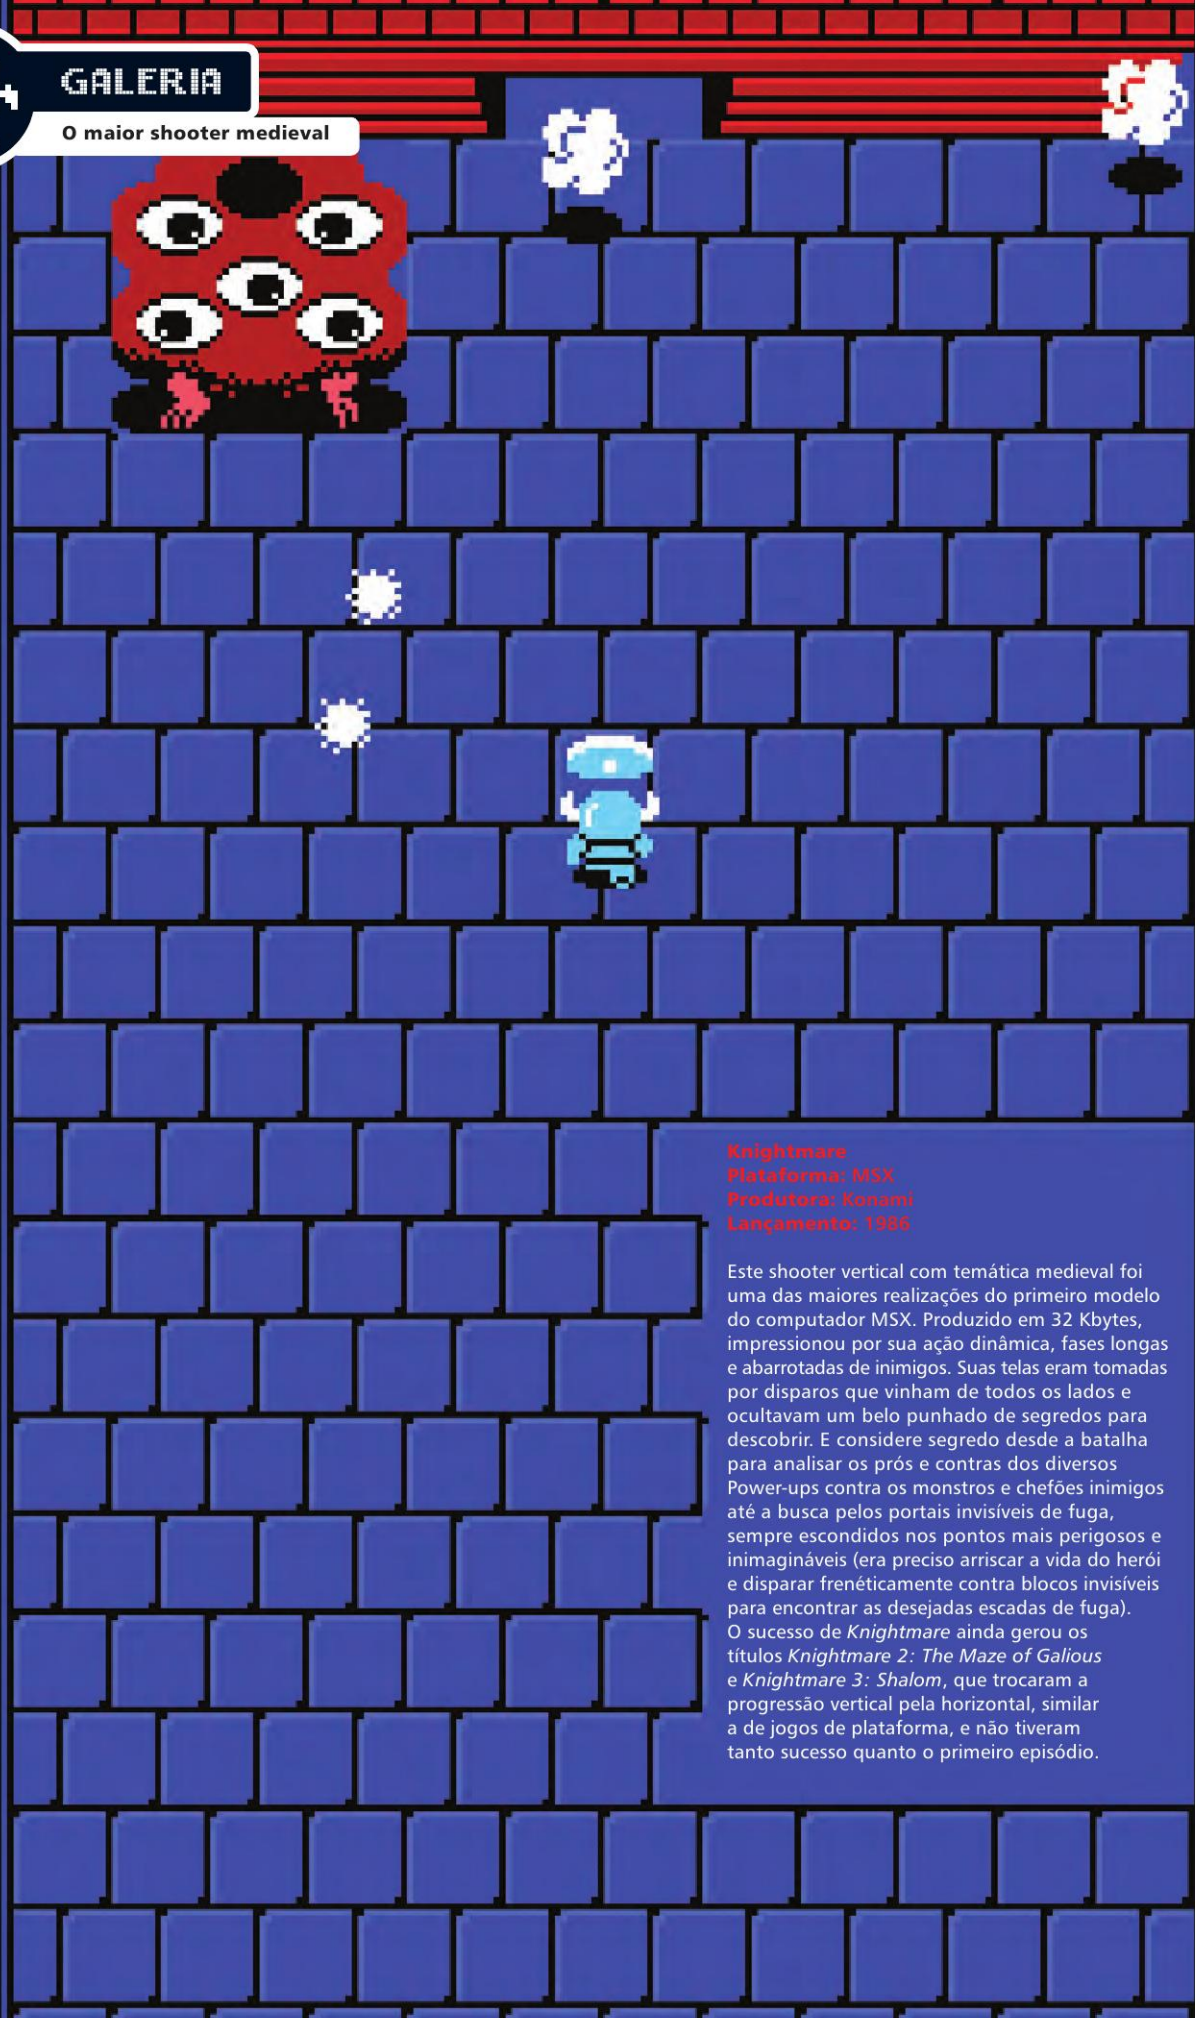 GALERIA
O maior shooter medieval
Knightmare
Plataforma: MSX
Produtora: Konami
Lançamento: 1986
Este shooter vertical com temática medieval foi
uma das maiores realizações do primeiro modelo
do computador MSX. Produzido em 32 Kbytes,
impressionou por sua ação dinâmica, fases longas
e abarrotadas de inimigos. Suas telas eram tomadas
por disparos que vinham de todos os lados e
ocultavam um belo punhado de segredos para
descobrir. E considere segredo desde a batalha
para analisar os prós e contras dos diversos
Power-ups contra os monstros e chefões inimigos
até a busca pelos portais invisíveis de fuga,
sempre escondidos nos pontos mais perigosos e
inimagináveis (era preciso arriscar a vida do herói
e disparar frenéticamente contra blocos invisíveis
para encontrar as desejadas escadas de fuga).
O sucesso de Knightmare ainda gerou os
títulos Knightmare 2: The Maze of Galious
e Knightmare 3: Shalom, que trocaram a
progressão vertical pela horizontal, similar
a de jogos de plataforma, e não tiveram
tanto sucesso quanto o primeiro episódio.